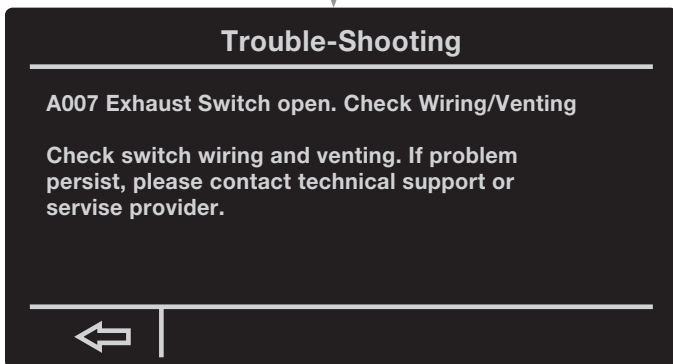 Trouble-Shooting
A007 Exhaust Switch open. Check Wiring/Venting
Check switch wiring and venting. If problem
persist, please contact technical support or
servise provider.